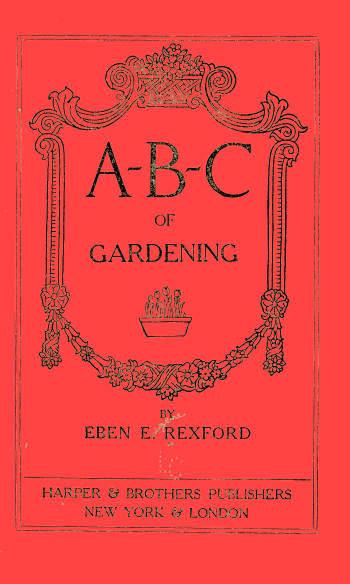 A-B-C
OF
GARDENING
BY
EBEN E. REXFORD
HARPER & BROTHERS PUBLISHERS
NEW YORK & LONDON